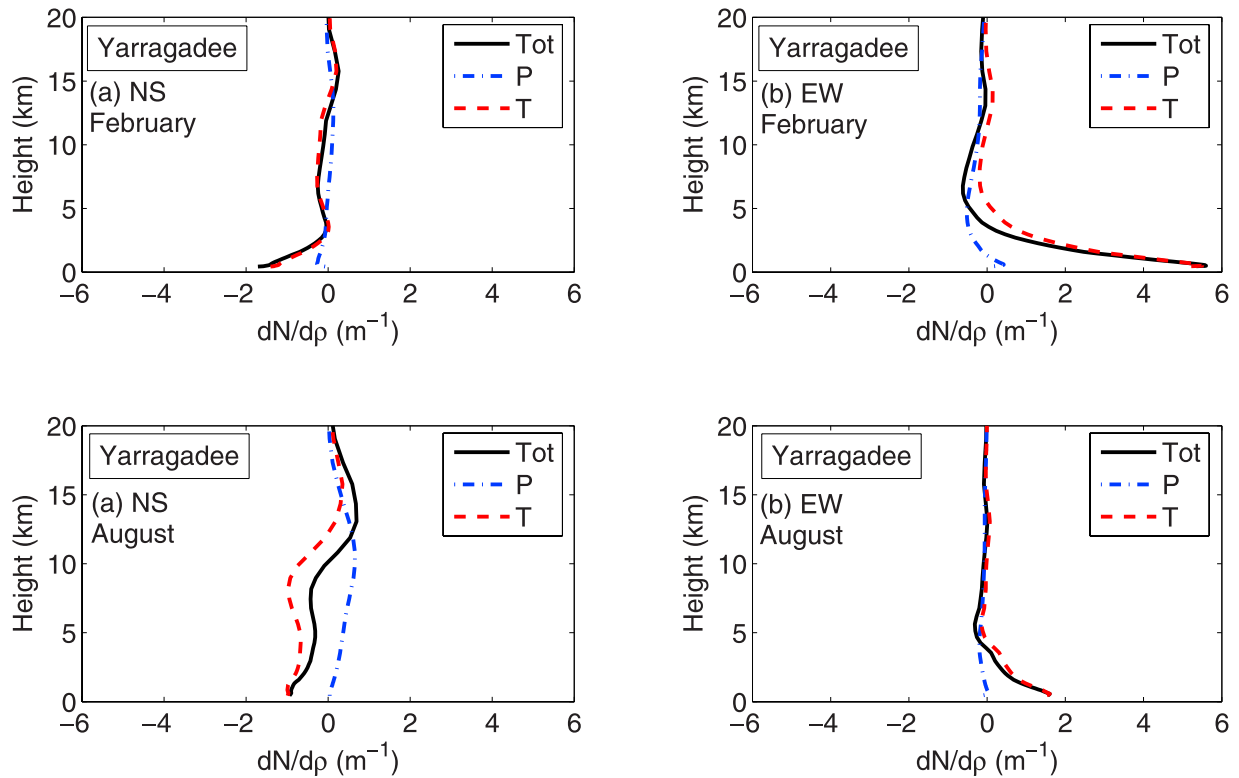 Yarragadee
(a) NS
February
Tot
P
T
Height (km)
20
15
10
5
0
−6 −4 −2 0 2 4 6
dN/dρ (m⁻¹)
Yarragadee
(b) EW
February
Tot
P
T
Height (km)
20
15
10
5
0
−6 −4 −2 0 2 4 6
dN/dρ (m⁻¹)
Yarragadee
(a) NS
August
Tot
P
T
Height (km)
20
15
10
5
0
−6 −4 −2 0 2 4 6
dN/dρ (m⁻¹)
Yarragadee
(b) EW
August
Tot
P
T
Height (km)
20
15
10
5
0
−6 −4 −2 0 2 4 6
dN/dρ (m⁻¹)